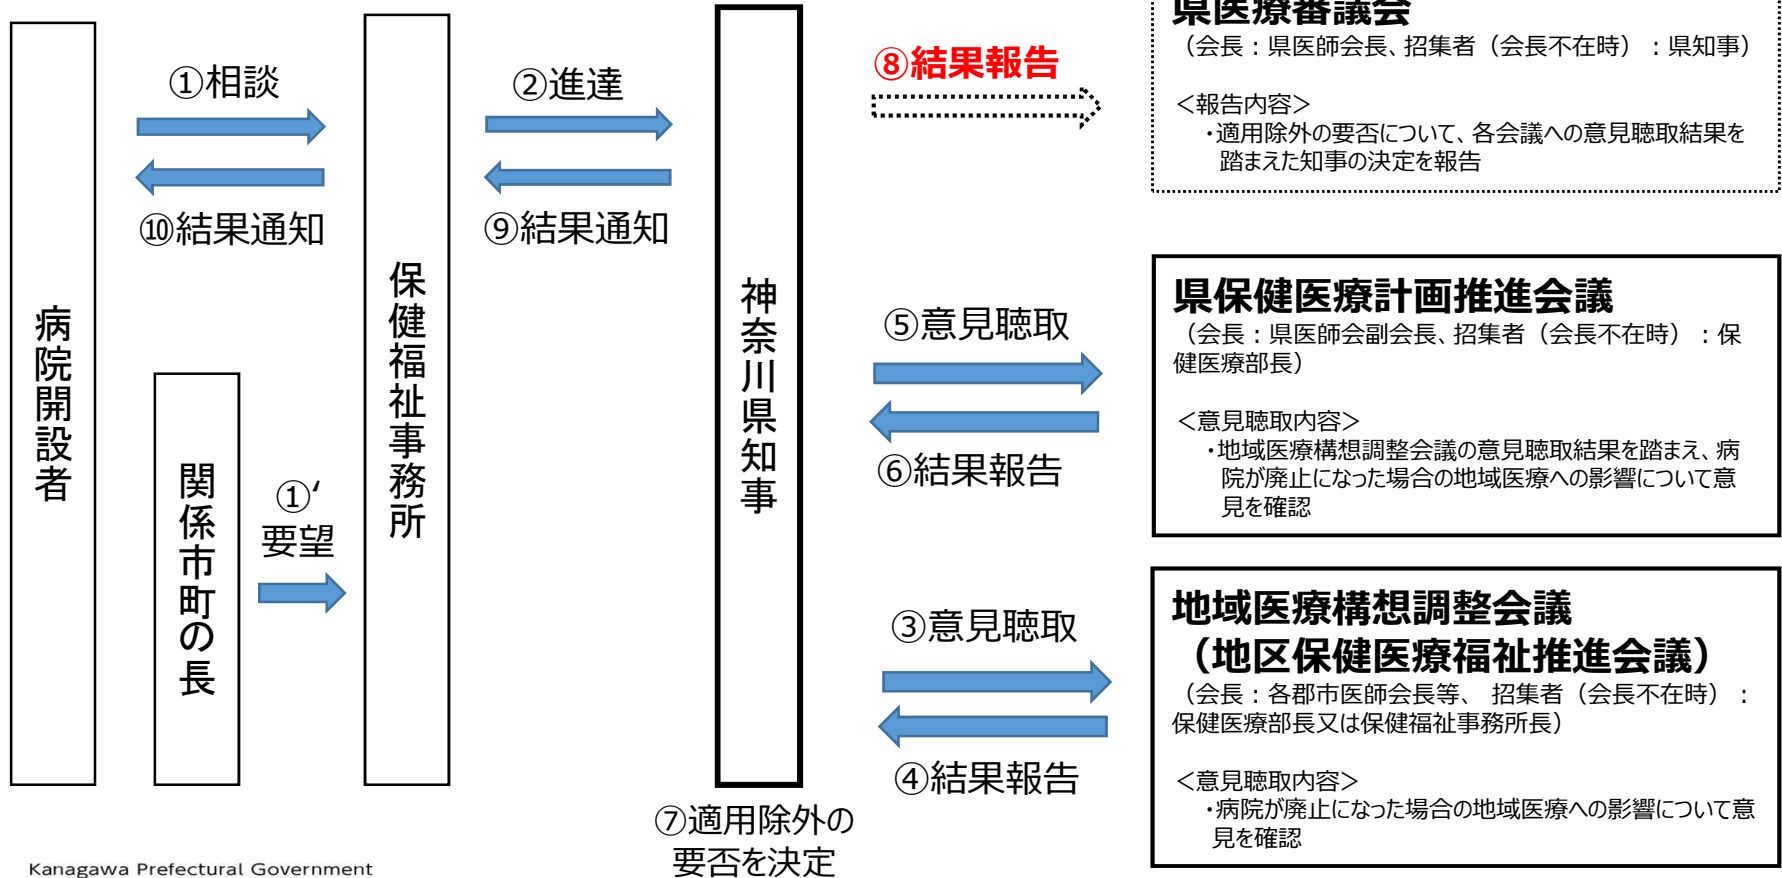 病院開設者
関係市町の長
保健福祉事務所
神奈川県知事
①相談
⑩結果通知
①‘
要望
②進達
⑨結果通知
⑧結果報告
⑤意見聴取
⑥結果報告
③意見聴取
④結果報告
⑦適用除外の
要否を決定
県医療審議会
（会長：県医師会長、招集者（会長不在時）：県知事）
＜報告内容＞
・適用除外の要否について、各会議への意見聴取結果を
踏まえた知事の決定を報告
県保健医療計画推進会議
（会長：県医師会副会長、招集者（会長不在時）：保
健医療部長）
＜意見聴取内容＞
・地域医療構想調整会議の意見聴取結果を踏まえ、病
院が廃止になった場合の地域医療への影響について意
見を確認
地域医療構想調整会議
（地区保健医療福祉推進会議）
（会長：各郡市医師会長等、 招集者（会長不在時）：
保健医療部長又は保健福祉事務所長）
＜意見聴取内容＞
・病院が廃止になった場合の地域医療への影響について意
見を確認
Kanagawa Prefectural Government